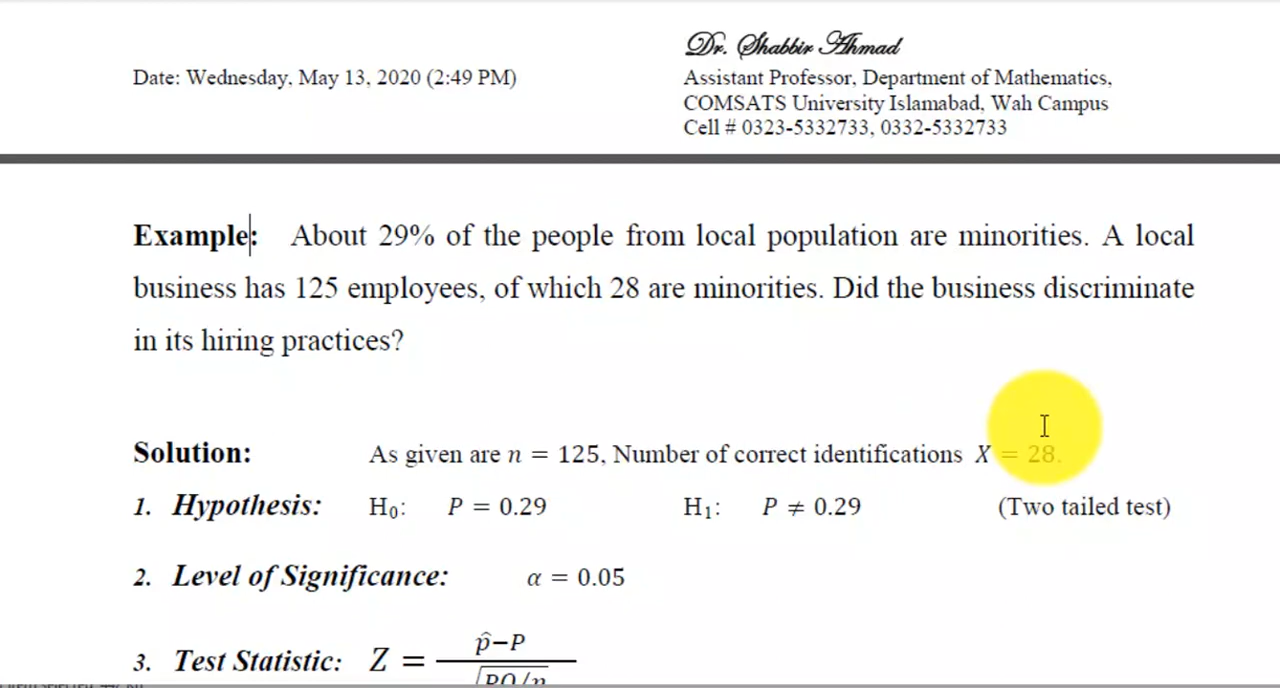 Dr. Shabbir Ahmad
Date: Wednesday, May 13, 2020 (2:49 PM)
Assistant Professor, Department of Mathematics,
COMSATS University Islamabad, Wah Campus
Cell # 0323-5332733, 0332-5332733
Example: About 29% of the people from local population are minorities. A local
business has 125 employees, of which 28 are minorities. Did the business discriminate
in its hiring practices?
Solution: As given are n = 125, Number of correct identifications X = 28.
1. Hypothesis: H₀: P = 0.29 H₁: P ≠ 0.29 (Two tailed test)
2. Level of Significance: α = 0.05
3. Test Statistic: Z = p̂−P
√PQ/n